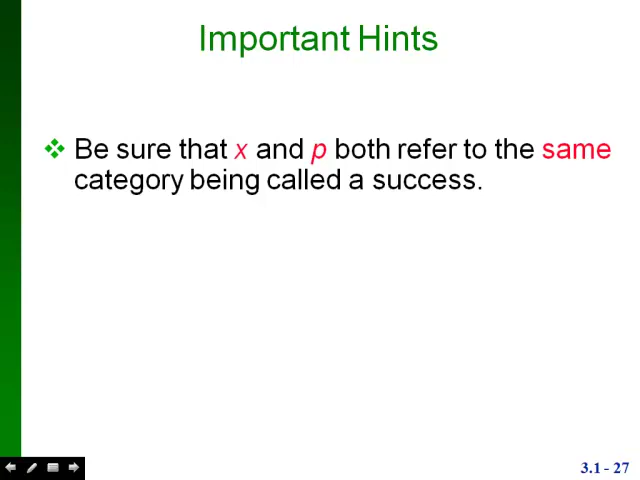 Important Hints
Be sure that x and p both refer to the same
category being called a success.
3.1 - 27